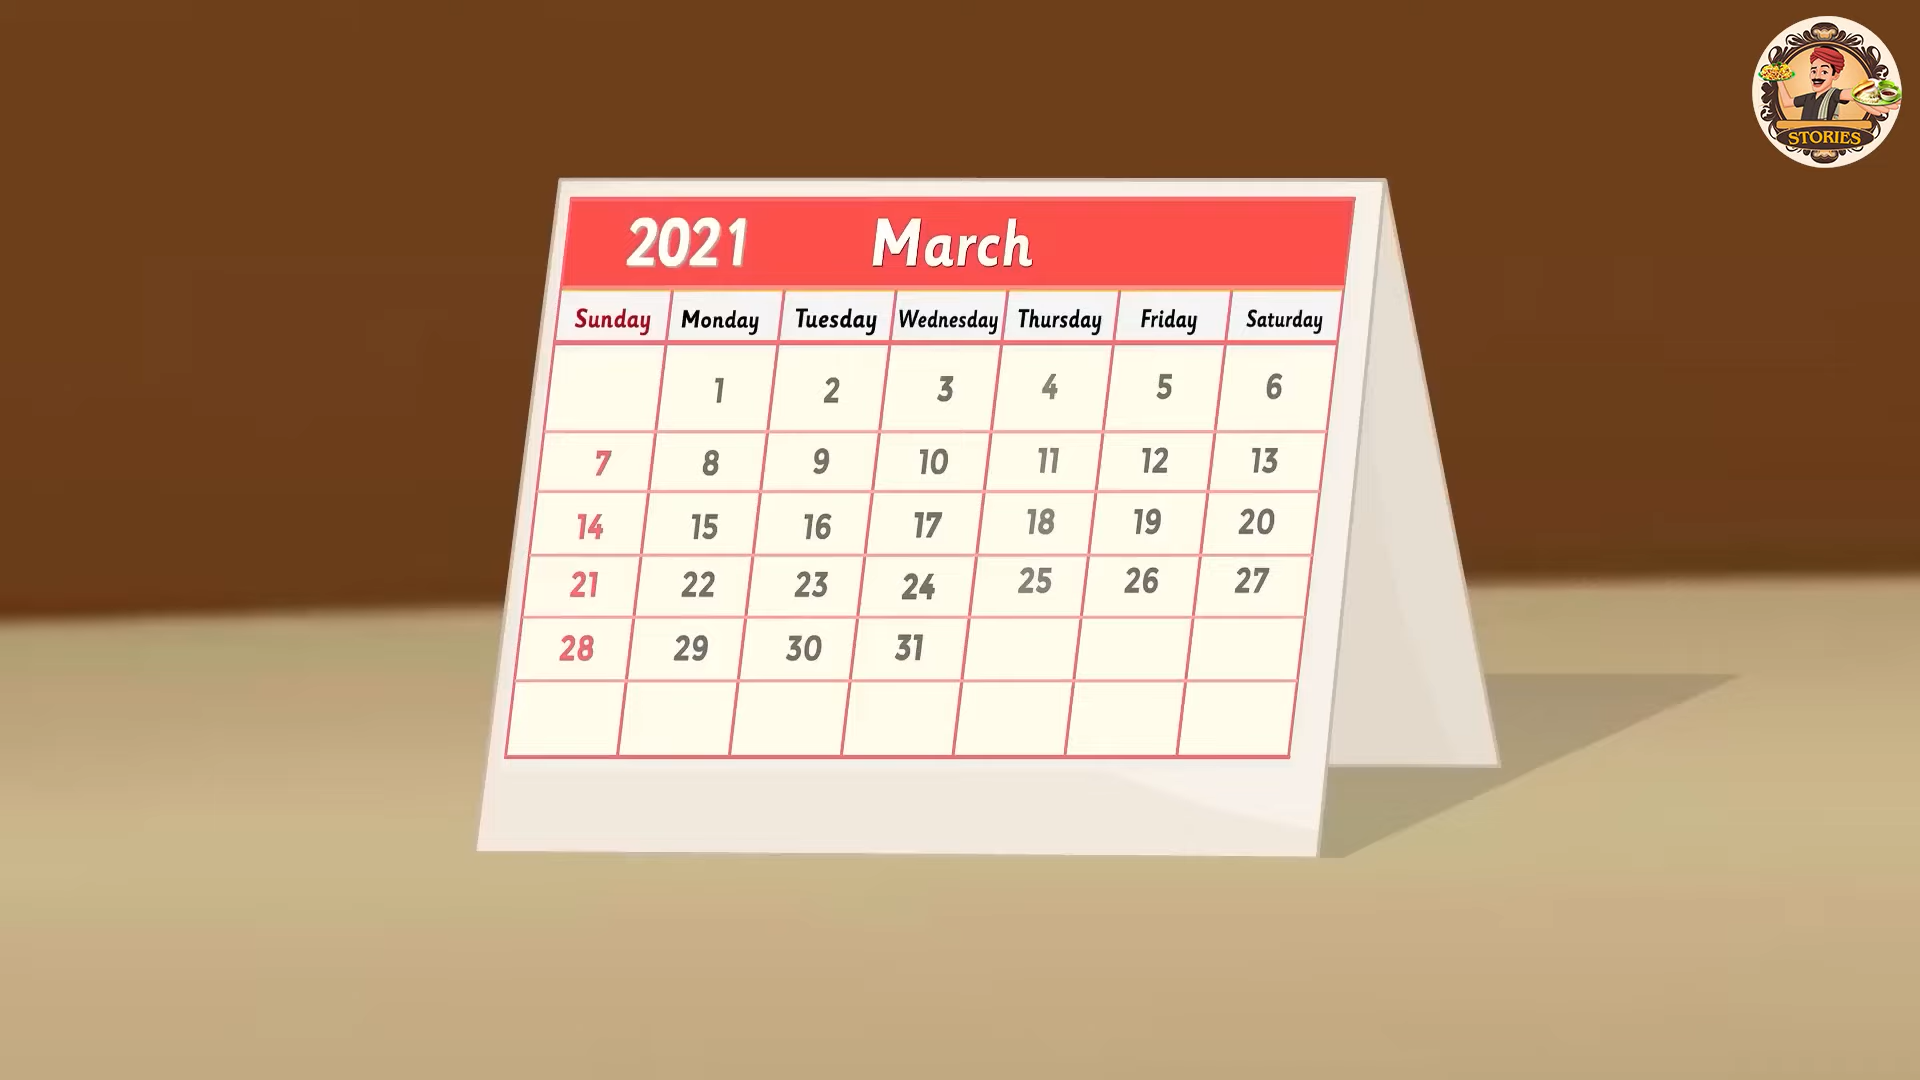 STORIES
2021 March
Sunday Monday Tuesday Wednesday Thursday Friday Saturday
1 2 3 4 5 6
7 8 9 10 11 12 13
14 15 16 17 18 19 20
21 22 23 24 25 26 27
28 29 30 31